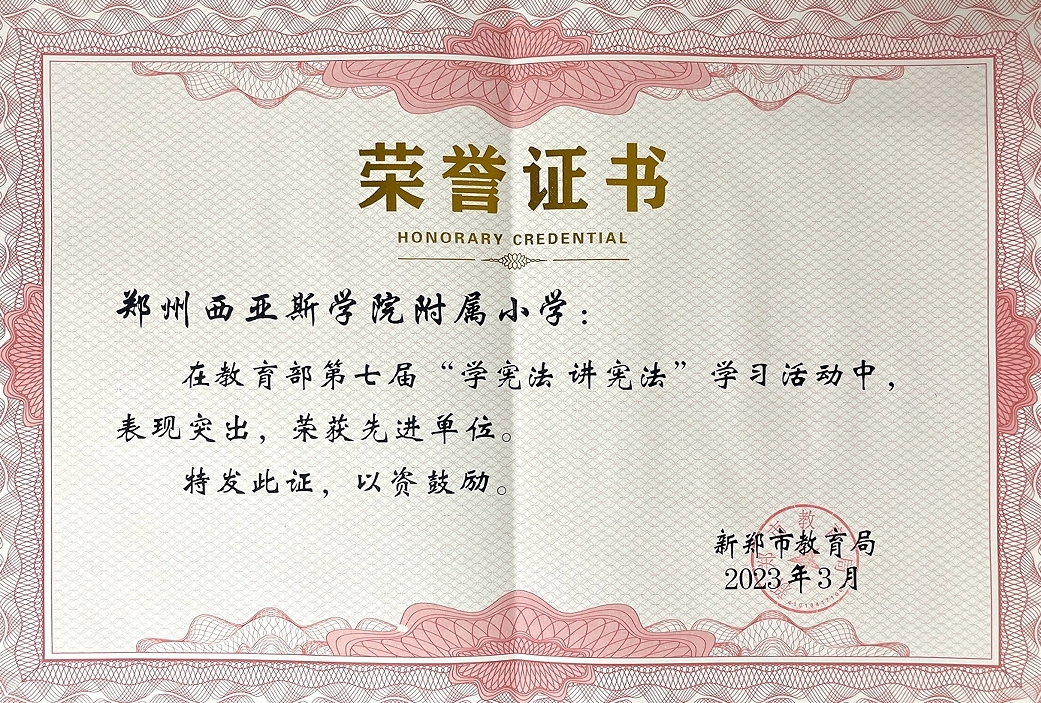 荣誉证书
HONORARY CREDENTIAL
郑州西亚斯学院附属小学：
在教育部第七届“学宪法 讲宪法”学习活动中，
表现突出，荣获先进单位。
特发此证，以资鼓励。
新郑市教育局
2023年3月